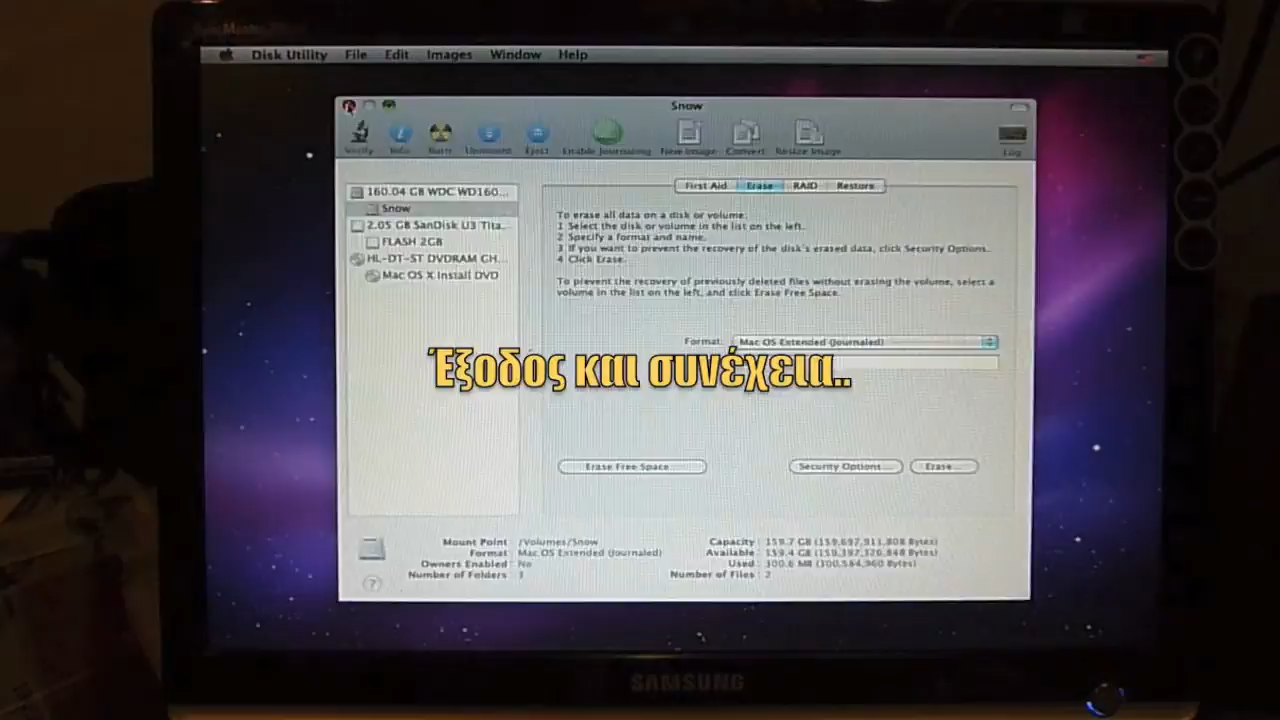 Disk Utility File Edit Images Window Help
Snow
Verify Info Burn Unmount Eject Enable Journaling New Image Convert Resize Image Log
160.04 GB WDC WD160...
Snow
2.05 GB SanDisk U3 Tita...
FLASH 2GB
HL-DT-ST DVDRAM GH...
Mac OS X Install DVD
First Aid Erase RAID Restore
To erase all data on a disk or volume:
1 Select the disk or volume in the list on the left.
2 Specify a format and name.
3 If you want to prevent the recovery of the disk's erased data, click Security Options.
4 Click Erase.
To prevent the recovery of previously deleted files without erasing the volume, select a
volume in the list on the left, and click Erase Free Space.
Format: Mac OS Extended (Journaled)
Έξοδός και συνέχεια..
Erase Free Space... Security Options... Erase...
Mount Point : /Volumes/Snow
Format : Mac OS Extended (Journaled)
Owners Enabled : No
Number of Folders : 3
Capacity : 159.7 GB (159,697,911,808 Bytes)
Available : 159.4 GB (159,397,326,848 Bytes)
Used : 300.6 MB (300,584,960 Bytes)
Number of Files : 2
SAMSUNG